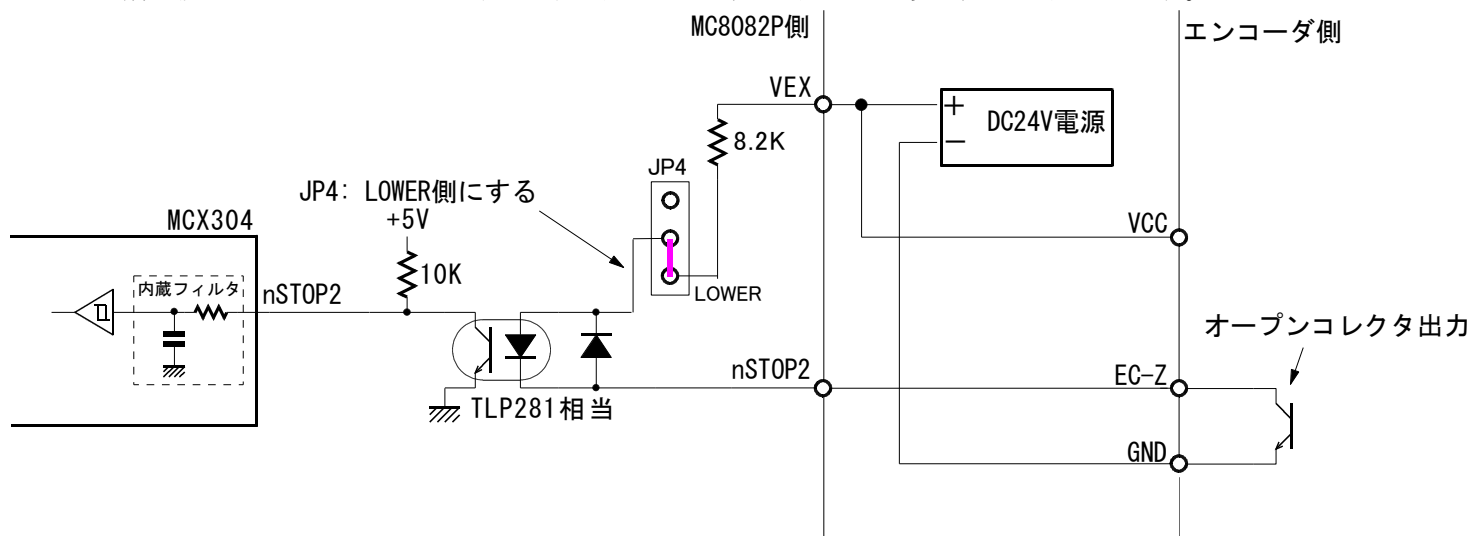 MC8082P側
エンコーダ側
VEX
DC24V電源
+
−
8.2K
JP4
JP4: LOWER側にする
+5V
MCX304
VCC
10K
内蔵フィルタ
nSTOP2
LOWER
オープンコレクタ出力
nSTOP2
EC-Z
TLP281相当
GND